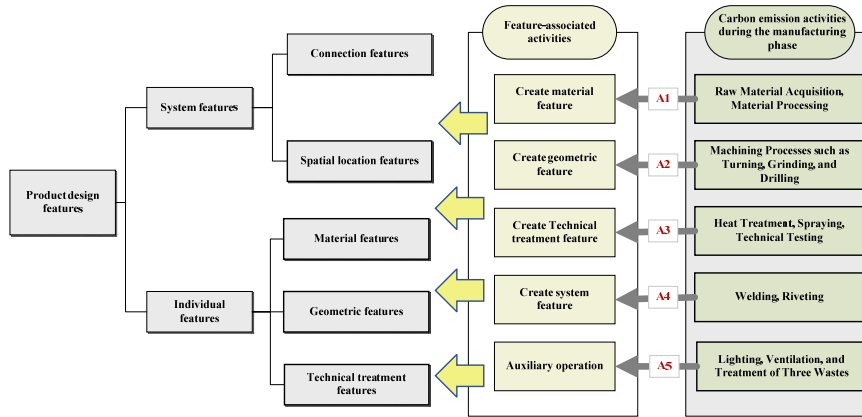 Product design
features
System features
Individual
features
Connection features
Spatial location features
Material features
Geometric features
Technical treatment
features
Feature-associated
activities
Create material
feature
Create geometric
feature
Create Technical
treatment feature
Create system
feature
Auxiliary operation
A1
A2
A3
A4
A5
Carbon emission activities
during the manufacturing
phase
Raw Material Acquisition,
Material Processing
Machining Processes such as
Turning, Grinding, and
Drilling
Heat Treatment, Spraying,
Technical Testing
Welding, Riveting
Lighting, Ventilation, and
Treatment of Three Wastes